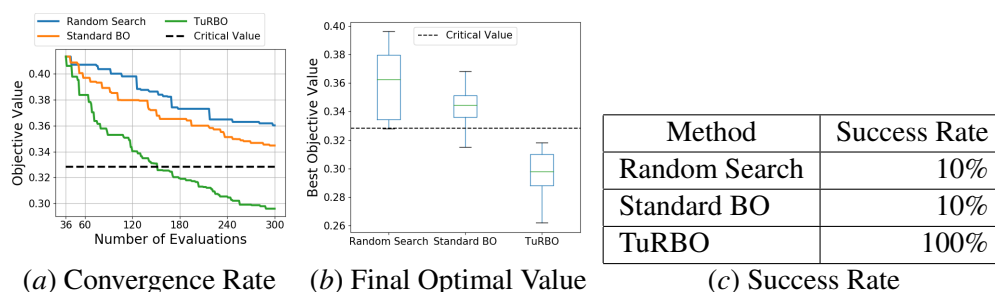 Random Search
TuRBO
Standard BO
Critical Value
Objective Value
0.40
0.38
0.36
0.34
0.32
0.30
36 60 120 180 240 300
Number of Evaluations
(a) Convergence Rate
Critical Value
Best Objective Value
0.40
0.38
0.36
0.34
0.32
0.30
0.28
0.26
Random Search Standard BO TuRBO
(b) Final Optimal Value
Method Success Rate
Random Search 10%
Standard BO 10%
TuRBO 100%
(c) Success Rate